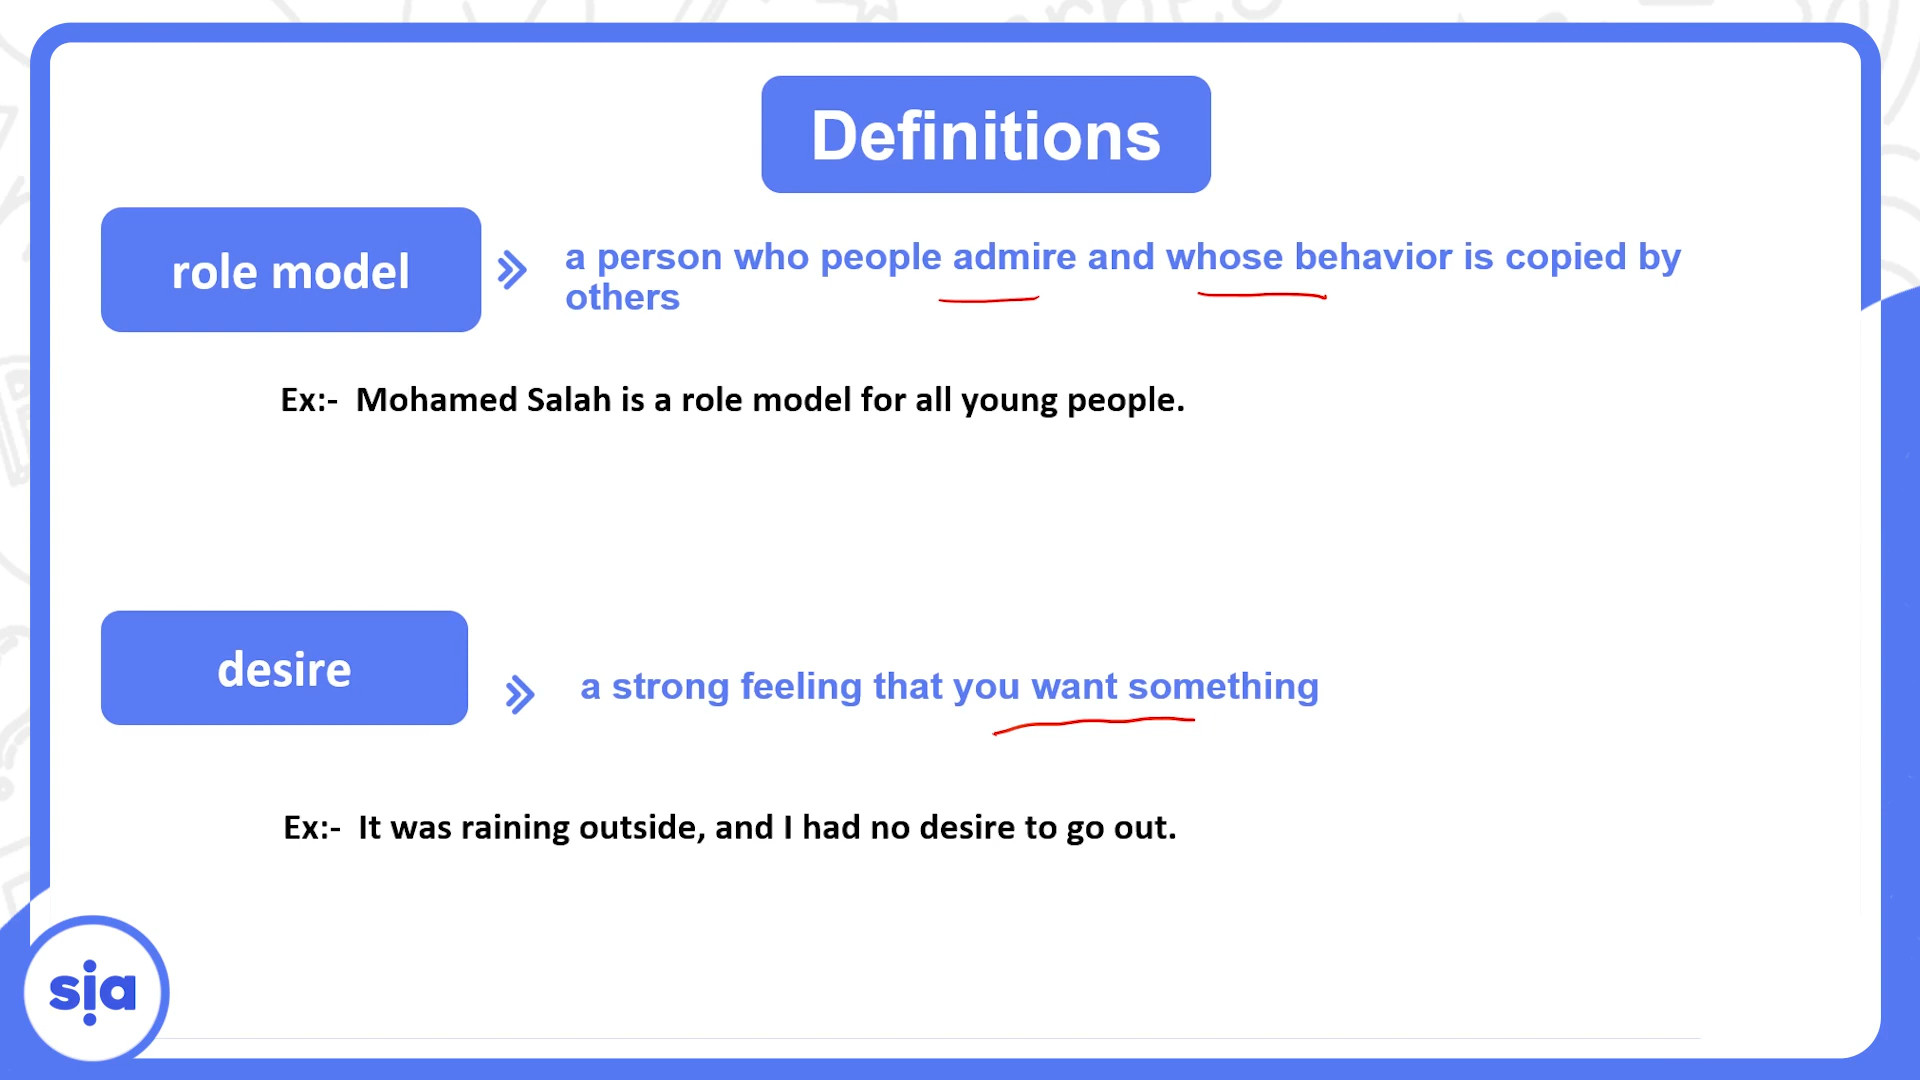 Definitions
role model
a person who people admire and whose behavior is copied by
others
Ex:- Mohamed Salah is a role model for all young people.
desire
a strong feeling that you want something
Ex:- It was raining outside, and I had no desire to go out.
sia